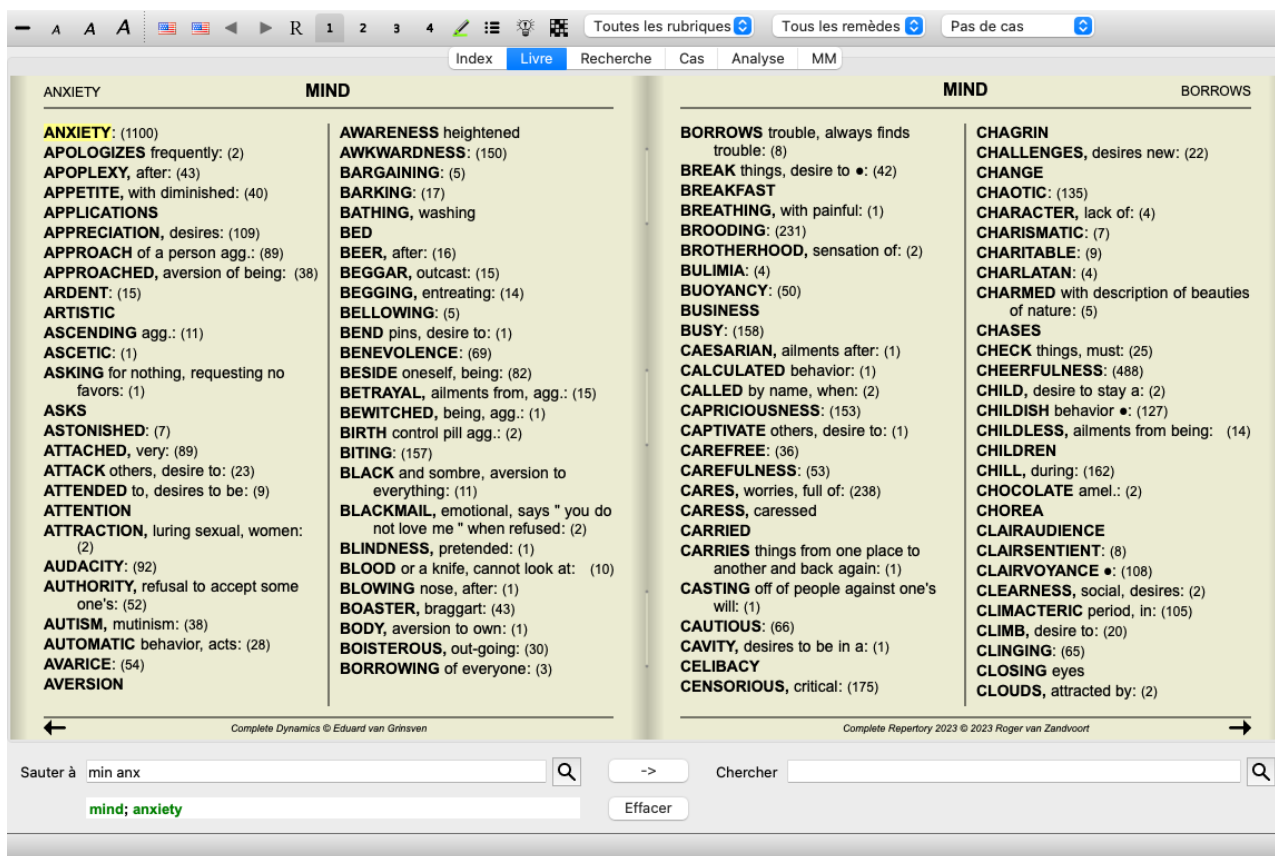 A A A R 1 2 3 4 Toutes les rubriques Tous les remèdes Pas de cas
Index Livre Recherche Cas Analyse MM
ANXIETY MIND
ANXIETY: (1100)
APOLOGIZES frequently: (2)
APOPLEXY, after: (43)
APPETITE, with diminished: (40)
APPLICATIONS
APPRECIATION, desires: (109)
APPROACH of a person agg.: (89)
APPROACHED, aversion of being: (38)
ARDENT: (15)
ARTISTIC
ASCENDING agg.: (11)
ASCETIC: (1)
ASKING for nothing, requesting no
favors: (1)
ASKS
ASTONISHED: (7)
ATTACHED, very: (89)
ATTACK others, desire to: (23)
ATTENDED to, desires to be: (9)
ATTENTION
ATTRACTION, luring sexual, women:
(2)
AUDACITY: (92)
AUTHORITY, refusal to accept some
one's: (52)
AUTISM, mutinism: (38)
AUTOMATIC behavior, acts: (28)
AVARICE: (54)
AVERSION
AWARENESS heightened
AWKWARDNESS: (150)
BARGAINING: (5)
BARKING: (17)
BATHING, washing
BED
BEER, after: (16)
BEGGAR, outcast: (15)
BEGGING, entreating: (14)
BELLOWING: (5)
BEND pins, desire to: (1)
BENEVOLENCE: (69)
BESIDE oneself, being: (82)
BETRAYAL, ailments from, agg.: (15)
BEWITCHED, being, agg.: (1)
BIRTH control pill agg.: (2)
BITING: (157)
BLACK and sombre, aversion to
everything: (11)
BLACKMAIL, emotional, says " you do
not love me " when refused: (2)
BLINDNESS, pretended: (1)
BLOOD or a knife, cannot look at: (10)
BLOWING nose, after: (1)
BOASTER, braggart: (43)
BODY, aversion to own: (1)
BOISTEROUS, out-going: (30)
BORROWING of everyone: (3)
Complete Dynamics © Eduard van Grinsven
MIND BORROWS
BORROWS trouble, always finds
trouble: (8)
BREAK things, desire to ●: (42)
BREAKFAST
BREATHING, with painful: (1)
BROODING: (231)
BROTHERHOOD, sensation of: (2)
BULIMIA: (4)
BUOYANCY: (50)
BUSINESS
BUSY: (158)
CAESARIAN, ailments after: (1)
CALCULATED behavior: (1)
CALLED by name, when: (2)
CAPRICIOUSNESS: (153)
CAPTIVATE others, desire to: (1)
CAREFREE: (36)
CAREFULNESS: (53)
CARES, worries, full of: (238)
CARESS, caressed
CARRIED
CARRIES things from one place to
another and back again: (1)
CASTING off of people against one's
will: (1)
CAUTIOUS: (66)
CAVITY, desires to be in a: (1)
CELIBACY
CENSORIOUS, critical: (175)
CHAGRIN
CHALLENGES, desires new: (22)
CHANGE
CHAOTIC: (135)
CHARACTER, lack of: (4)
CHARISMATIC: (7)
CHARITABLE: (9)
CHARLATAN: (4)
CHARMED with description of beauties
of nature: (5)
CHASES
CHECK things, must: (25)
CHEERFULNESS: (488)
CHILD, desire to stay a: (2)
CHILDISH behavior ●: (127)
CHILDLESS, ailments from being: (14)
CHILDREN
CHILL, during: (162)
CHOCOLATE amel.: (2)
CHOREA
CLAIRAUDIENCE
CLAIRSENTIENT: (8)
CLAIRVOYANCE ●: (108)
CLEARNESS, social, desires: (2)
CLIMACTERIC period, in: (105)
CLIMB, desire to: (20)
CLINGING: (65)
CLOSING eyes
CLOUDS, attracted by: (2)
Complete Repertory 2023 © 2023 Roger van Zandvoort
Sauter à min anx -> Chercher
mind; anxiety Effacer